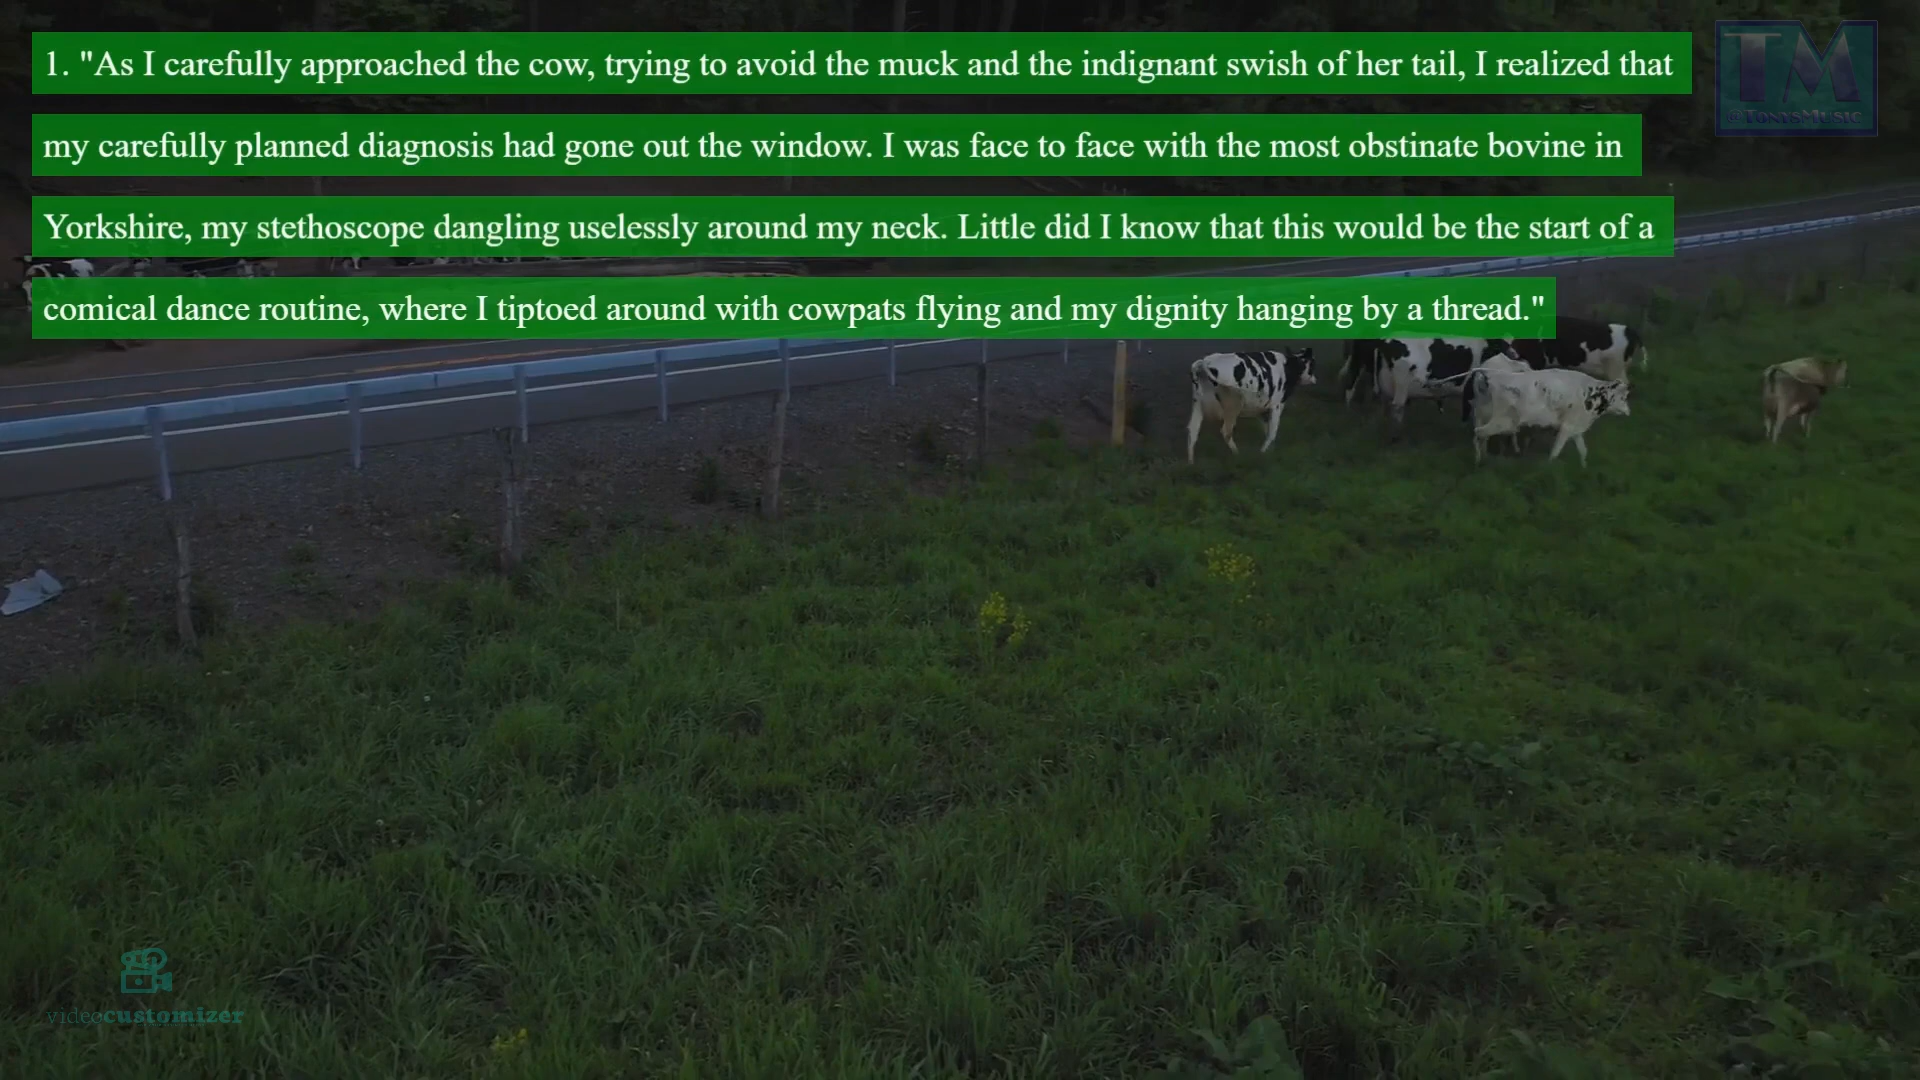 1. "As I carefully approached the cow, trying to avoid the muck and the indignant swish of her tail, I realized that
my carefully planned diagnosis had gone out the window. I was face to face with the most obstinate bovine in
Yorkshire, my stethoscope dangling uselessly around my neck. Little did I know that this would be the start of a
comical dance routine, where I tiptoed around with cowpats flying and my dignity hanging by a thread."
TM
@TonysMusic
videocustomizer